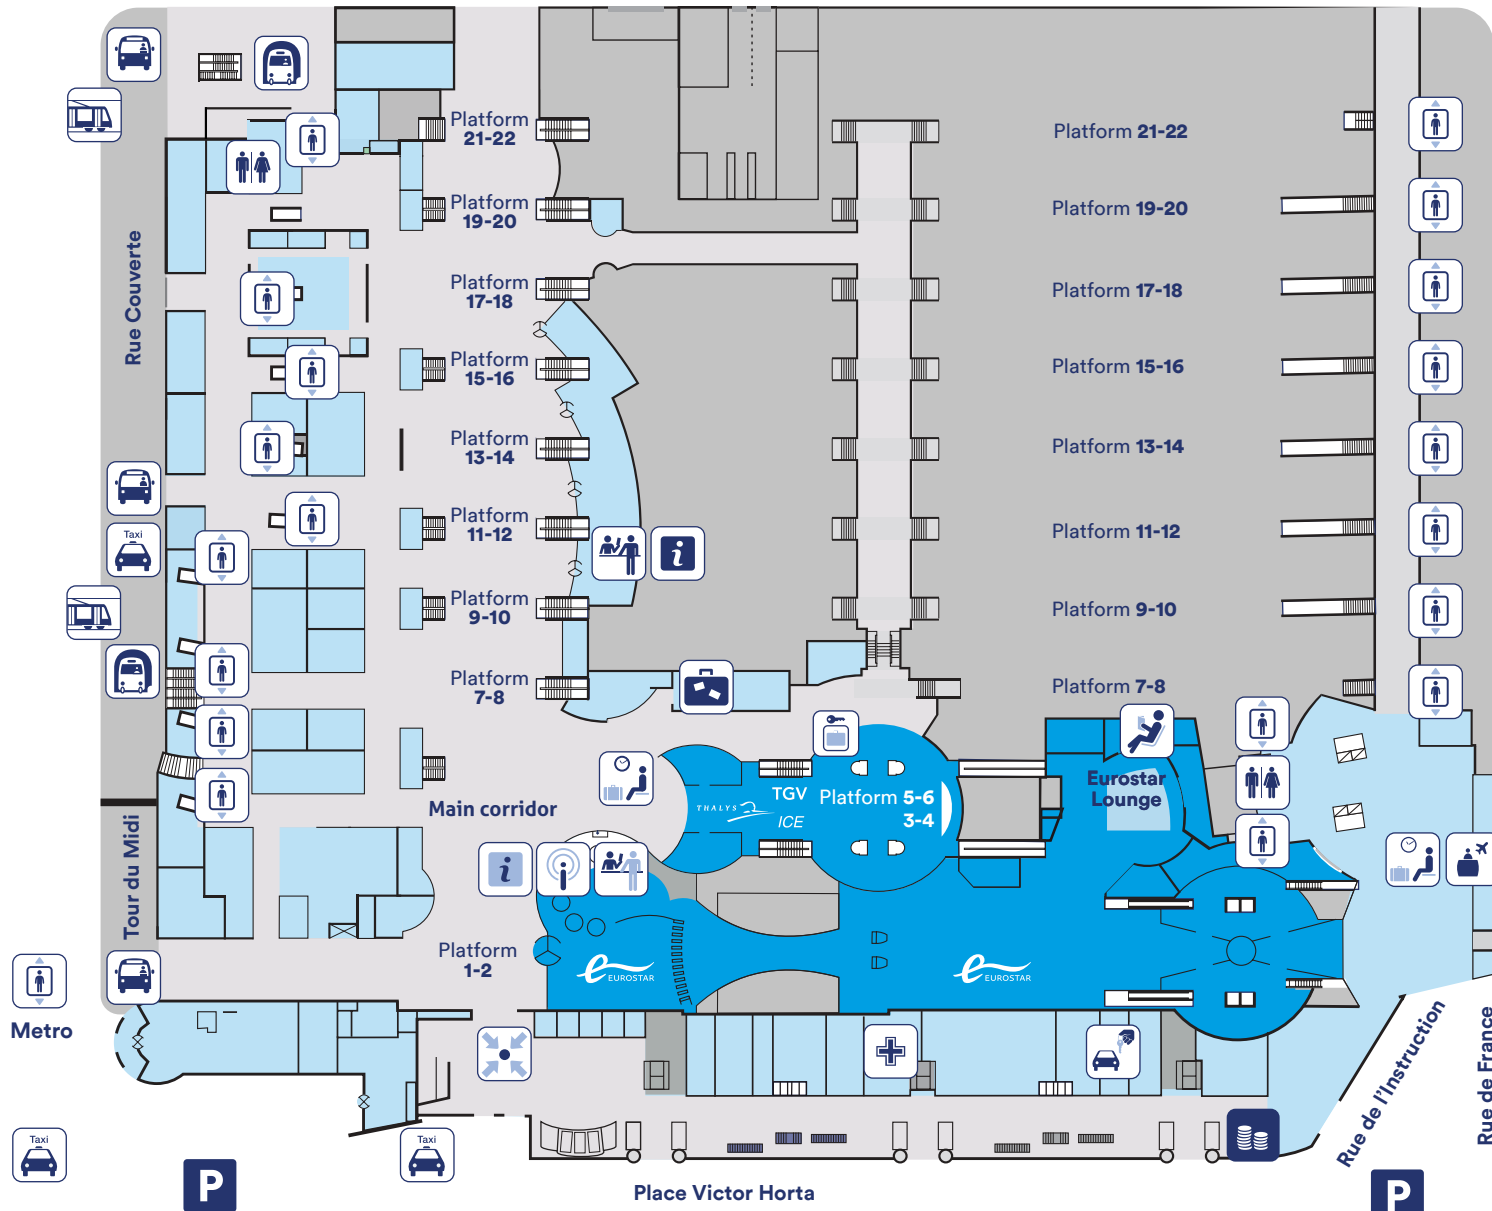 Platform
21-22
Platform 21-22
Platform
19-20
Platform 19-20
Rue Couverte
Platform
17-18
Platform 17-18
Platform
15-16
Platform 15-16
Platform
13-14
Platform 13-14
Taxi
Platform
11-12
Platform 11-12
i
Platform
9-10
Platform 9-10
Platform
7-8
Platform 7-8
Main corridor
THALYS
TGV
ICE
Platform 5-6
3-4
Eurostar
Lounge
Tour du Midi
i
Platform
1-2
e
EUROSTAR
e
EUROSTAR
Metro
Rue de l'Instruction
Rue de France
Taxi
Taxi
P
Place Victor Horta
P